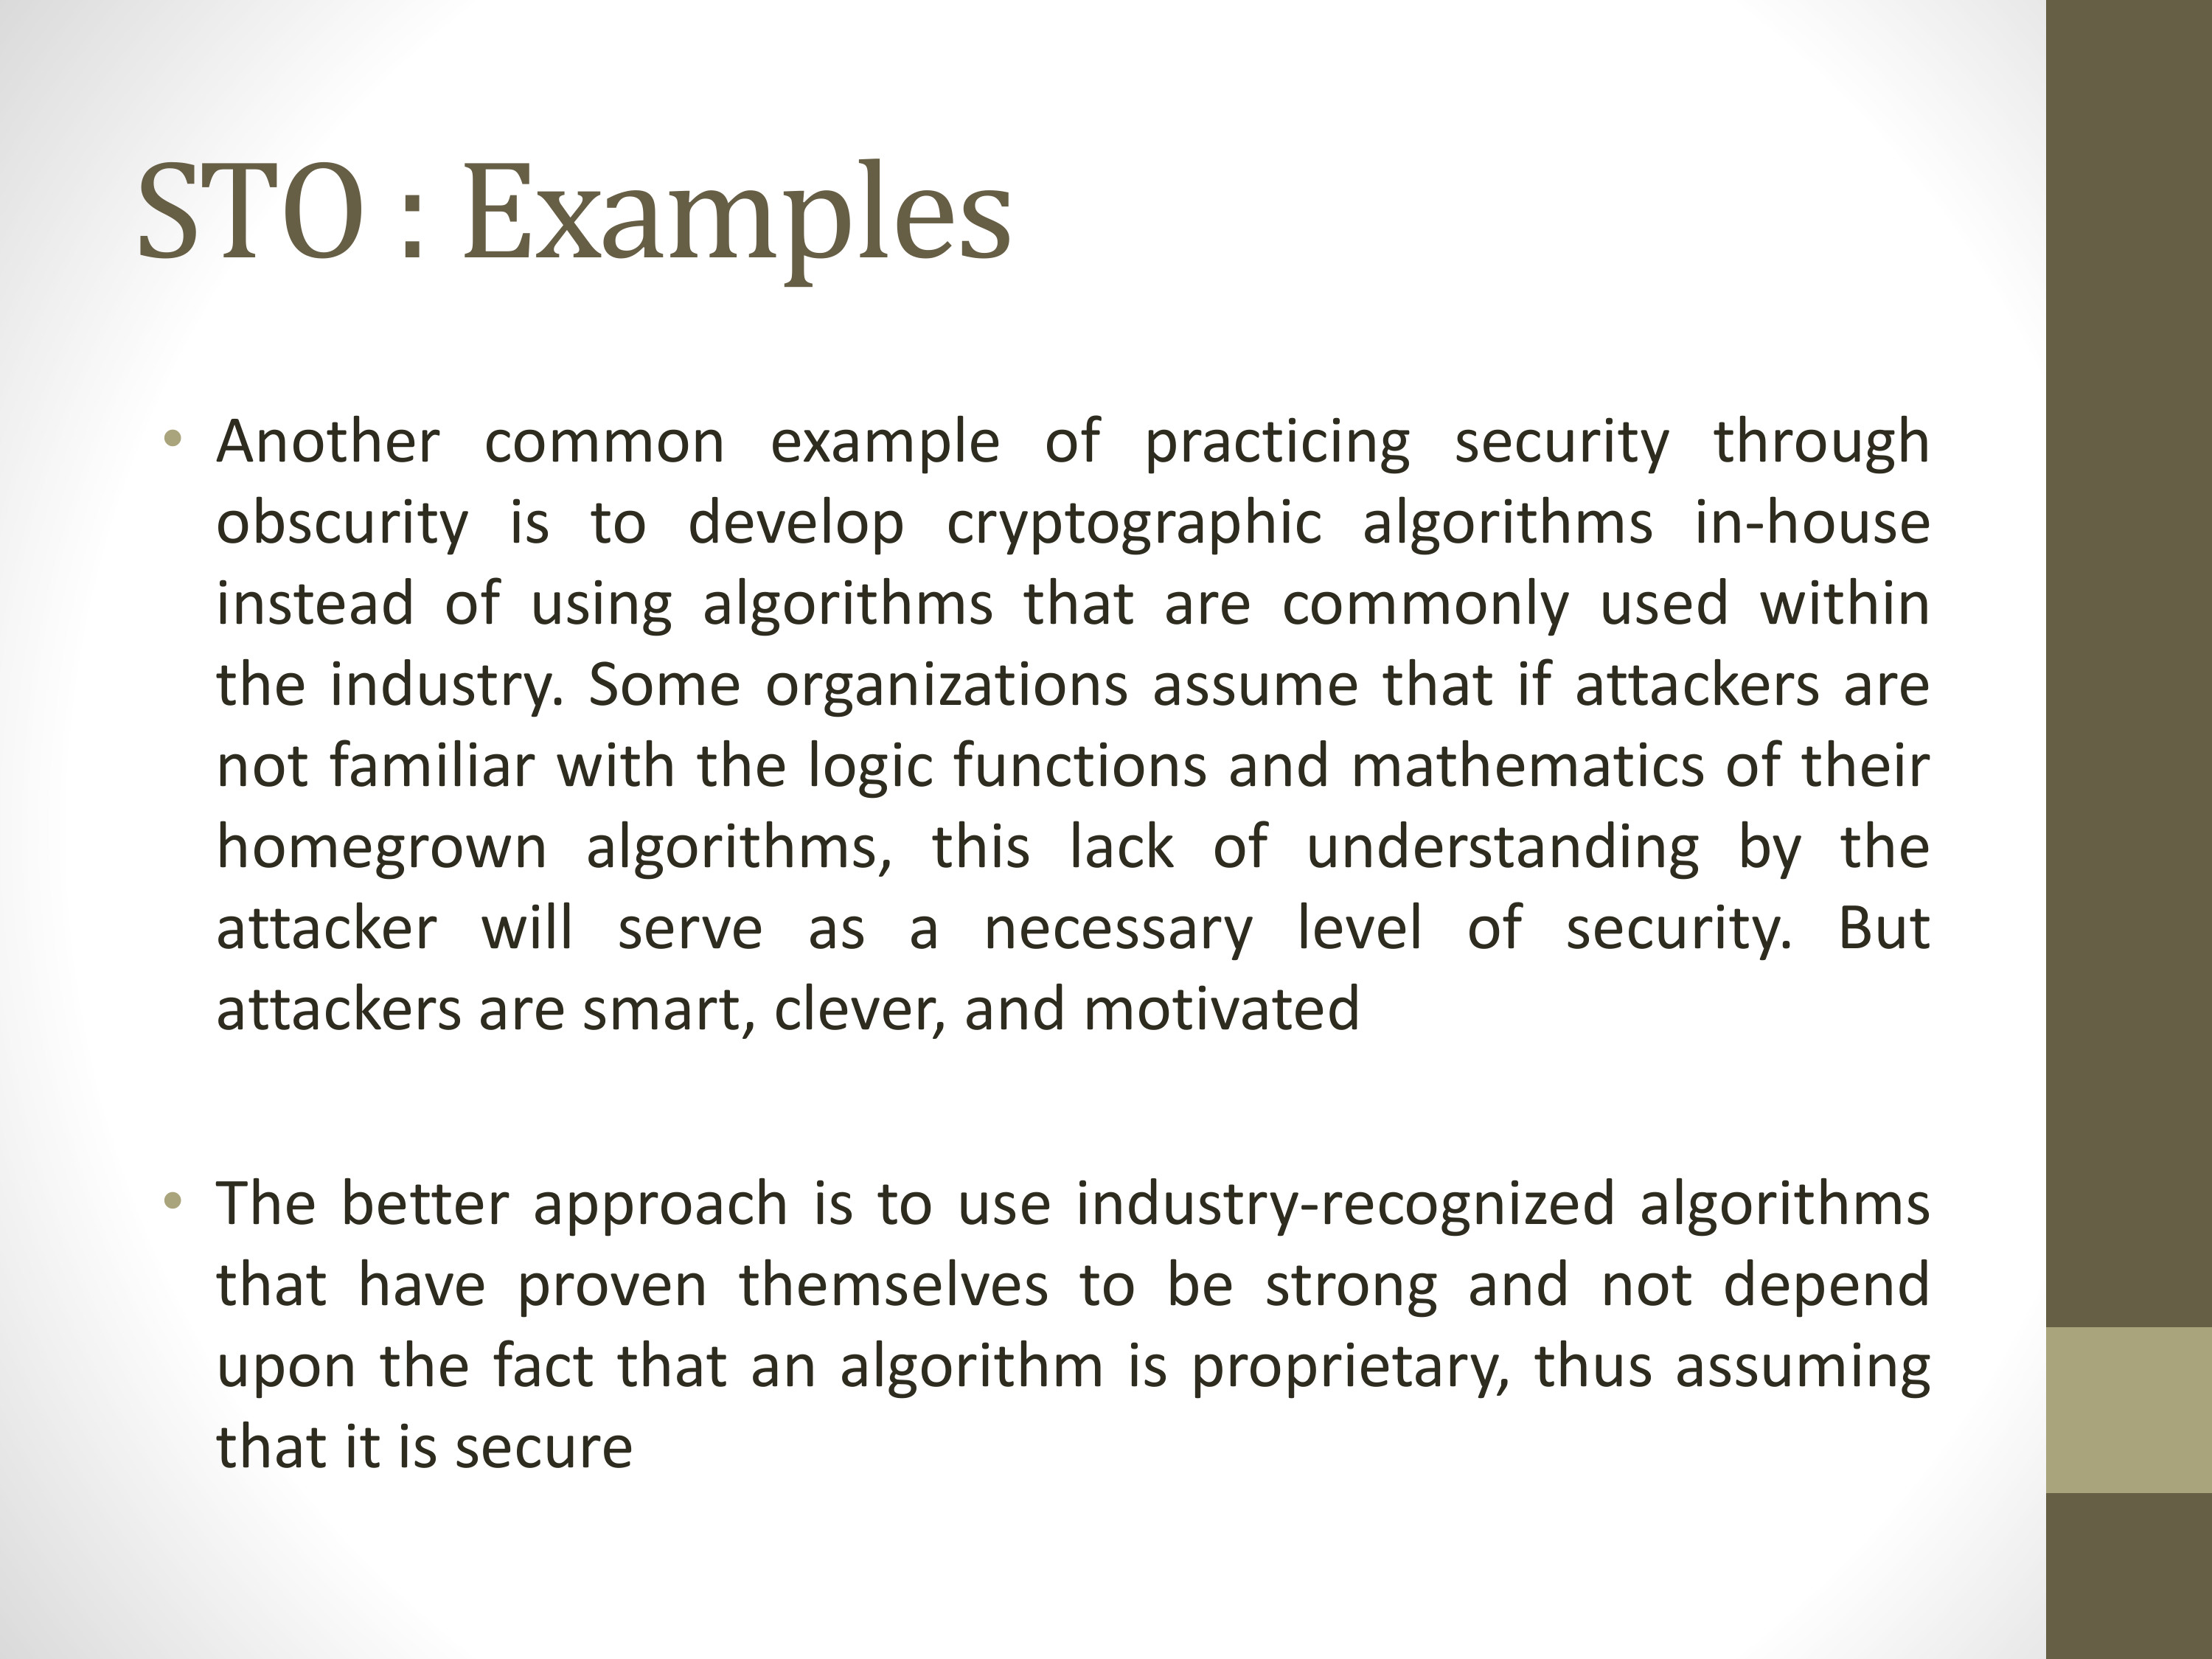 STO : Examples
• Another common example of practicing security through
obscurity is to develop cryptographic algorithms in-house
instead of using algorithms that are commonly used within
the industry. Some organizations assume that if attackers are
not familiar with the logic functions and mathematics of their
homegrown algorithms, this lack of understanding by the
attacker will serve as a necessary level of security. But
attackers are smart, clever, and motivated
• The better approach is to use industry-recognized algorithms
that have proven themselves to be strong and not depend
upon the fact that an algorithm is proprietary, thus assuming
that it is secure